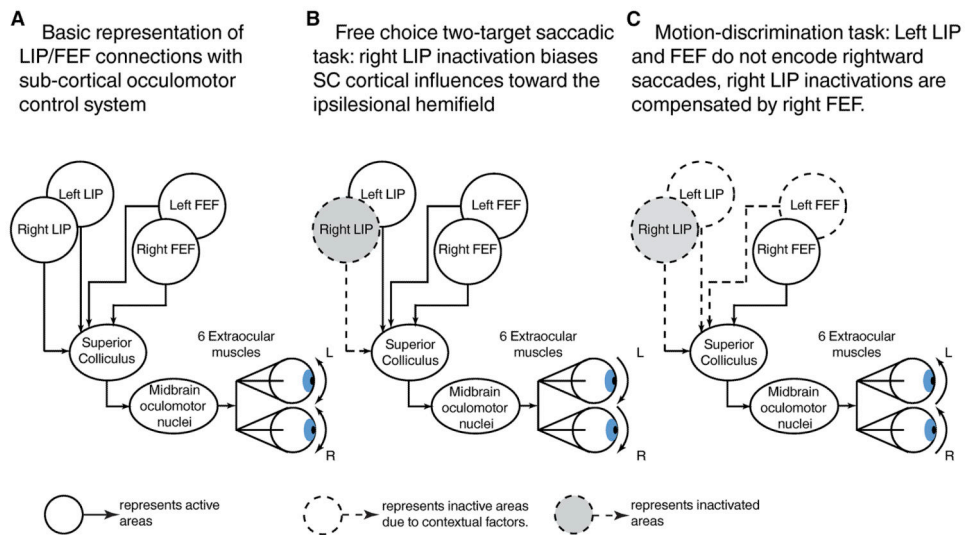 A Basic representation of
LIP/FEF connections with
sub-cortical occulomotor
control system
B Free choice two-target saccadic
task: right LIP inactivation biases
SC cortical influences toward the
ipsilesional hemifield
C Motion-discrimination task: Left LIP
and FEF do not encode rightward
saccades, right LIP inactivations are
compensated by right FEF.
Left LIP
Left FEF
Right LIP
Right FEF
Superior
Colliculus
6 Extraocular
muscles
L
Midbrain
oculomotor
nuclei
R
Left LIP
Left FEF
Right LIP
Right FEF
Superior
Colliculus
6 Extraocular
muscles
L
Midbrain
oculomotor
nuclei
R
Left LIP
Left FEF
Right LIP
Right FEF
Superior
Colliculus
6 Extraocular
muscles
L
Midbrain
oculomotor
nuclei
R
represents active
areas
represents inactive areas
due to contextual factors.
represents inactivated
areas